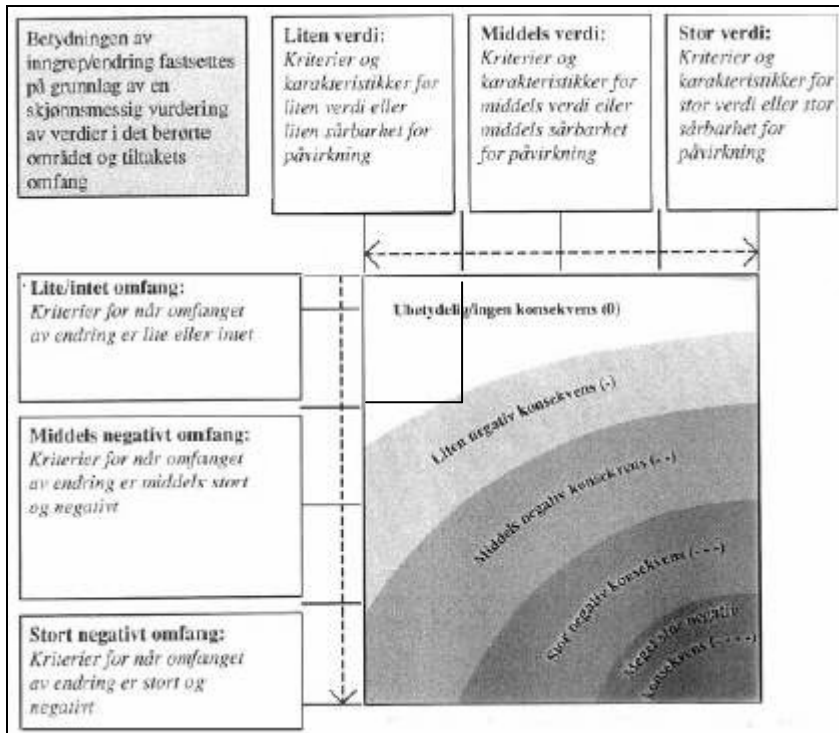 Betydningen av
inngrep/endring fastsettes
på grunnlag av en
skjønnsmessig vurdering
av verdier i det berørte
området og tiltakets
omfang
Liten verdi:
Kriterier og
karakteristikker for
liten verdi eller
liten sårbarhet for
påvirkning
Middels verdi:
Kriterier og
karakteristikker for
middels verdi eller
middels sårbarhet
for påvirkning
Stor verdi:
Kriterier og
karakteristikker for
stor verdi eller stor
sårbarhet for
påvirkning
Lite/intet omfang:
Kriterier for når omfanget
av endring er lite eller intet
Middels negativt omfang:
Kriterier for når omfanget
av endring er middels stort
og negativt
Stort negativt omfang:
Kriterier for når omfanget
av endring er stort og
negativt
Ubetydelig/ingen konsekvens (0)
Liten negativ konsekvens (-)
Middels negativ konsekvens (- -)
Stor negativ konsekvens (- - -)
Meget stor negativ
konsekvens (- - - -)